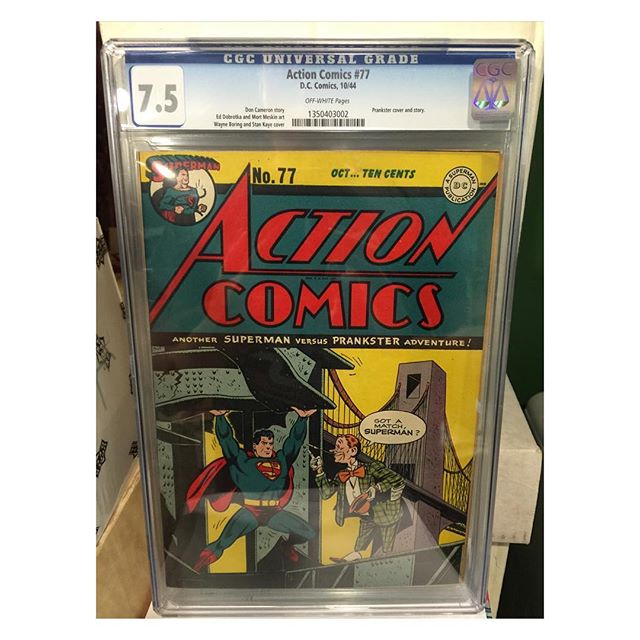 CGC UNIVERSAL GRADE
7.5
Action Comics #77
D.C. Comics, 10/44
OFF-WHITE Pages
Don Cameron story
Ed Dobrotka and Mort Meskin art
Wayne Boring and Stan Kaye cover
Prankster cover and story.
1350403002
CGC
SUPERMAN
No. 77
OCT... TEN CENTS
A SUPERMAN PUBLICATION
DC
ACTION
COMICS
ANOTHER SUPERMAN VERSUS PRANKSTER ADVENTURE!
GOT A
MATCH,
SUPERMAN?
S